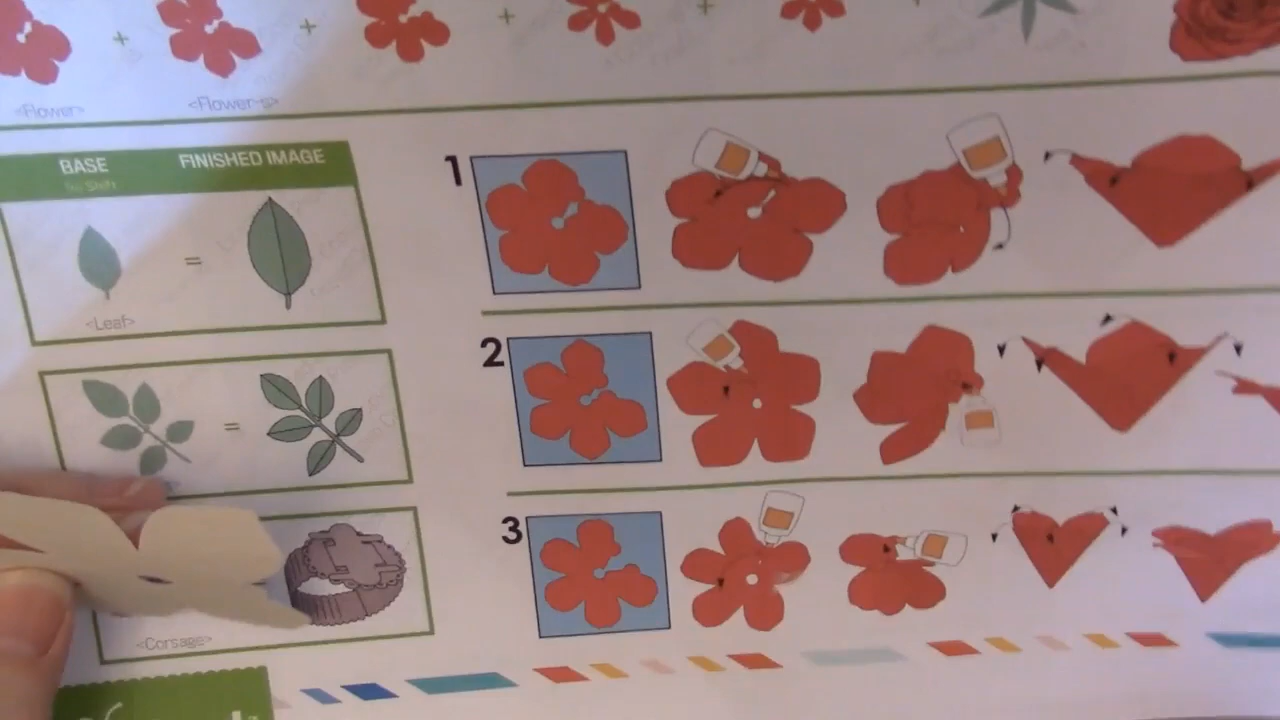 <Flower>
<Flower-s>
BASE
FINISHED IMAGE
No Shift
=
<Leaf>
=
<Corsage>
1
2
3